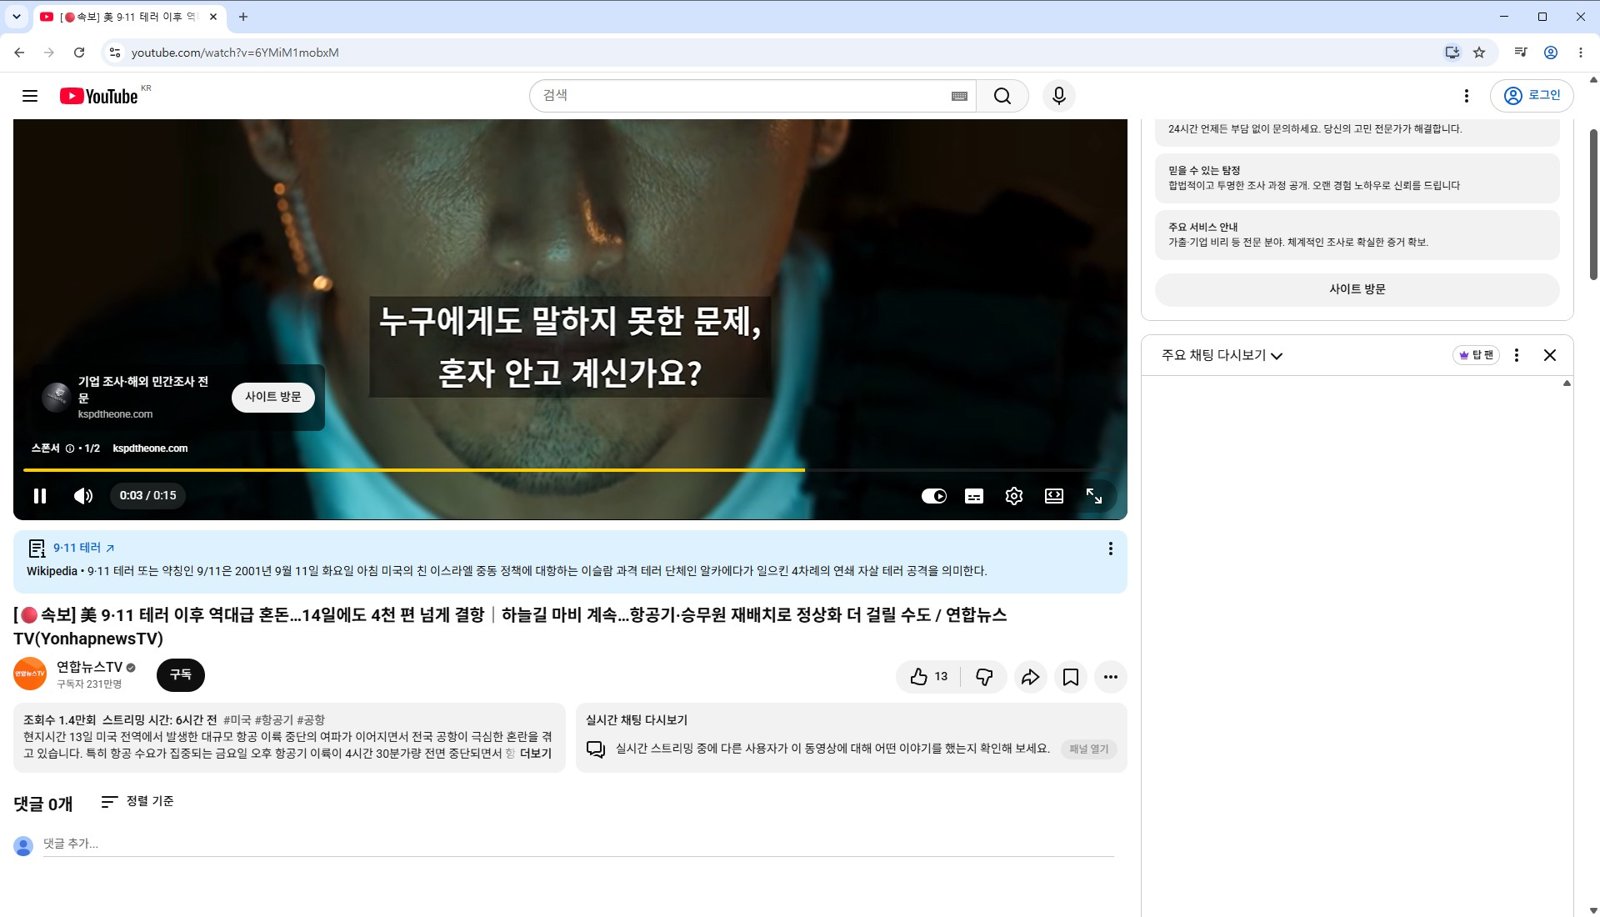 [🔴속보] 美 9·11 테러 이후 역
youtube.com/watch?v=6YMiM1mobxM
YouTube KR
검색
로그인
24시간 언제든 부담 없이 문의하세요. 당신의 고민 전문가가 해결합니다.
믿을 수 있는 탐정
합법적이고 투명한 조사 과정 공개. 오랜 경험 노하우로 신뢰를 드립니다
주요 서비스 안내
가출·기업 비리 등 전문 분야. 체계적인 조사로 확실한 증거 확보.
사이트 방문
누구에게도 말하지 못한 문제,
혼자 안고 계신가요?
기업 조사·해외 민간조사 전
문
kspdtheone.com
사이트 방문
스폰서 • 1/2 kspdtheone.com
0:03 / 0:15
주요 채팅 다시보기
탑 팬
9·11 테러
Wikipedia • 9·11 테러 또는 약칭인 9/11은 2001년 9월 11일 화요일 아침 미국의 친 이스라엘 중동 정책에 대항하는 이슬람 과격 테러 단체인 알카에다가 일으킨 4차례의 연쇄 자살 테러 공격을 의미한다.
[🔴속보] 美 9·11 테러 이후 역대급 혼돈…14일에도 4천 편 넘게 결항｜하늘길 마비 계속…항공기·승무원 재배치로 정상화 더 걸릴 수도 / 연합뉴스
TV(YonhapnewsTV)
연합뉴스TV
연합뉴스TV
구독자 231만명
구독
13
조회수 1.4만회 스트리밍 시간: 6시간 전 #미국 #항공기 #공항
현지시간 13일 미국 전역에서 발생한 대규모 항공 이륙 중단의 여파가 이어지면서 전국 공항이 극심한 혼란을 겪
고 있습니다. 특히 항공 수요가 집중되는 금요일 오후 항공기 이륙이 4시간 30분가량 전면 중단되면서 항 더보기
실시간 채팅 다시보기
실시간 스트리밍 중에 다른 사용자가 이 동영상에 대해 어떤 이야기를 했는지 확인해 보세요.
패널 열기
댓글 0개
정렬 기준
댓글 추가...